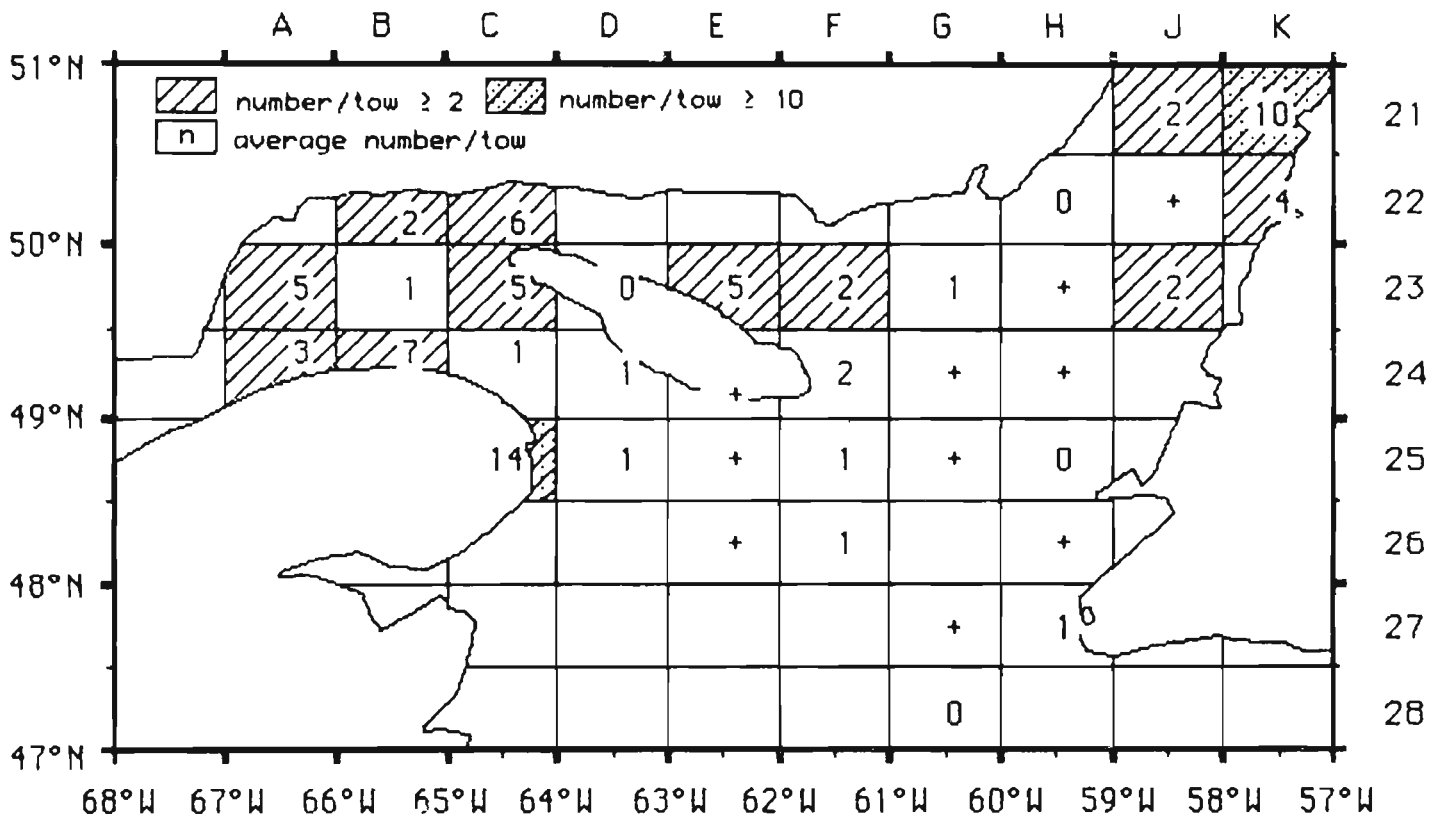 A B C D E F G H J K
51°N
number/tow ≥ 2 number/tow ≥ 10
2 10 21
n average number/tow
2 6 0 + 4 22
50°N
5 1 5 0 5 2 1 + 2 23
3 7 1 1 + 2 + + 24
49°N
14 1 + 1 + 0 25
+ 1 + 26
48°N
+ 1 27
0 28
47°N
68°W 67°W 66°W 65°W 64°W 63°W 62°W 61°W 60°W 59°W 58°W 57°W